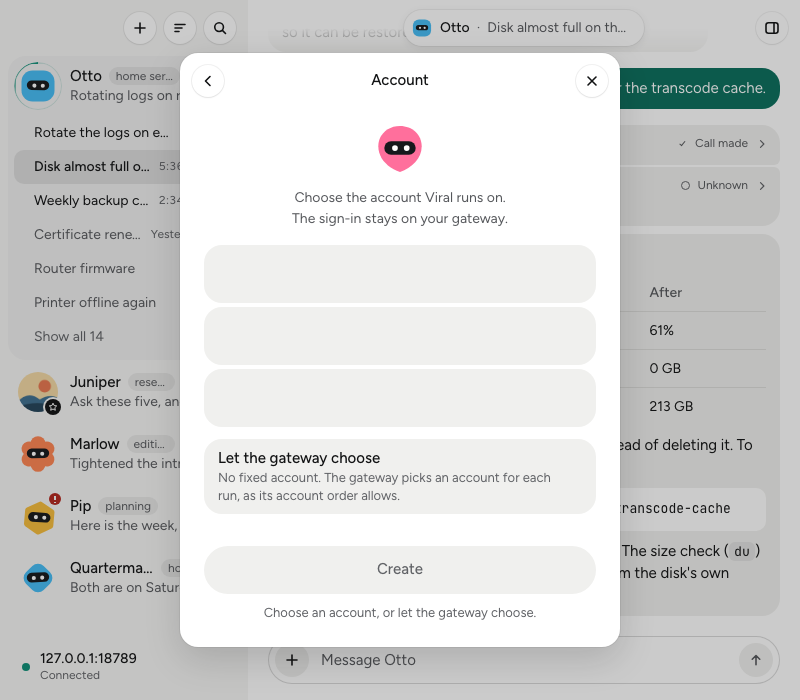 so it can be restor
Otto · Disk almost full on th...
Otto home ser...
Rotating logs on r
Rotate the logs on e...
Disk almost full o... 5:36
Weekly backup c... 2:34
Certificate rene... Yeste
Router firmware
Printer offline again
Show all 14
Juniper rese...
Ask these five, an
Marlow editi...
Tightened the intr
Pip planning
Here is the week,
Quarterma... ho
Both are on Satur
127.0.0.1:18789
Connected
Account
Choose the account Viral runs on.
The sign-in stays on your gateway.
Let the gateway choose
No fixed account. The gateway picks an account for each
run, as its account order allows.
Create
Choose an account, or let the gateway choose.
the transcode cache.
Call made
Unknown
After
61%
0 GB
213 GB
ead of deleting it. To
transcode-cache
The size check ( du )
m the disk's own
Message Otto